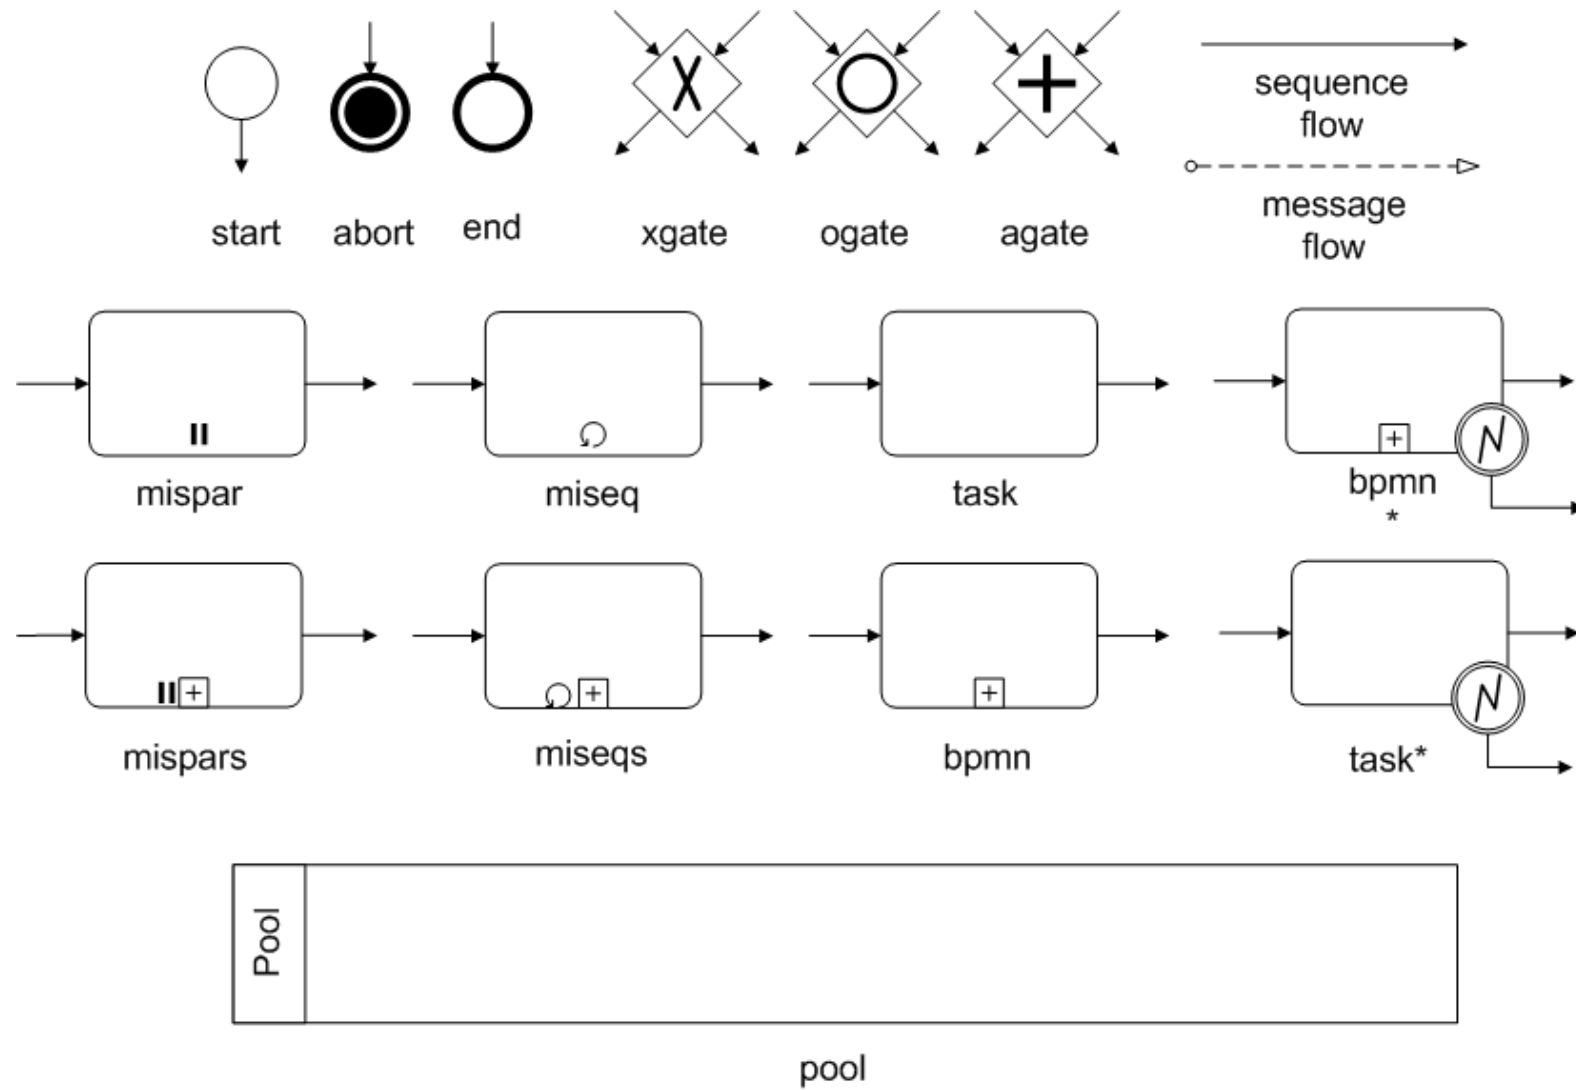 start
abort
end
xgate
ogate
agate
sequence
flow
message
flow
mispar
miseq
task
bpmn
*
mispars
miseqs
bpmn
task*
Pool
pool